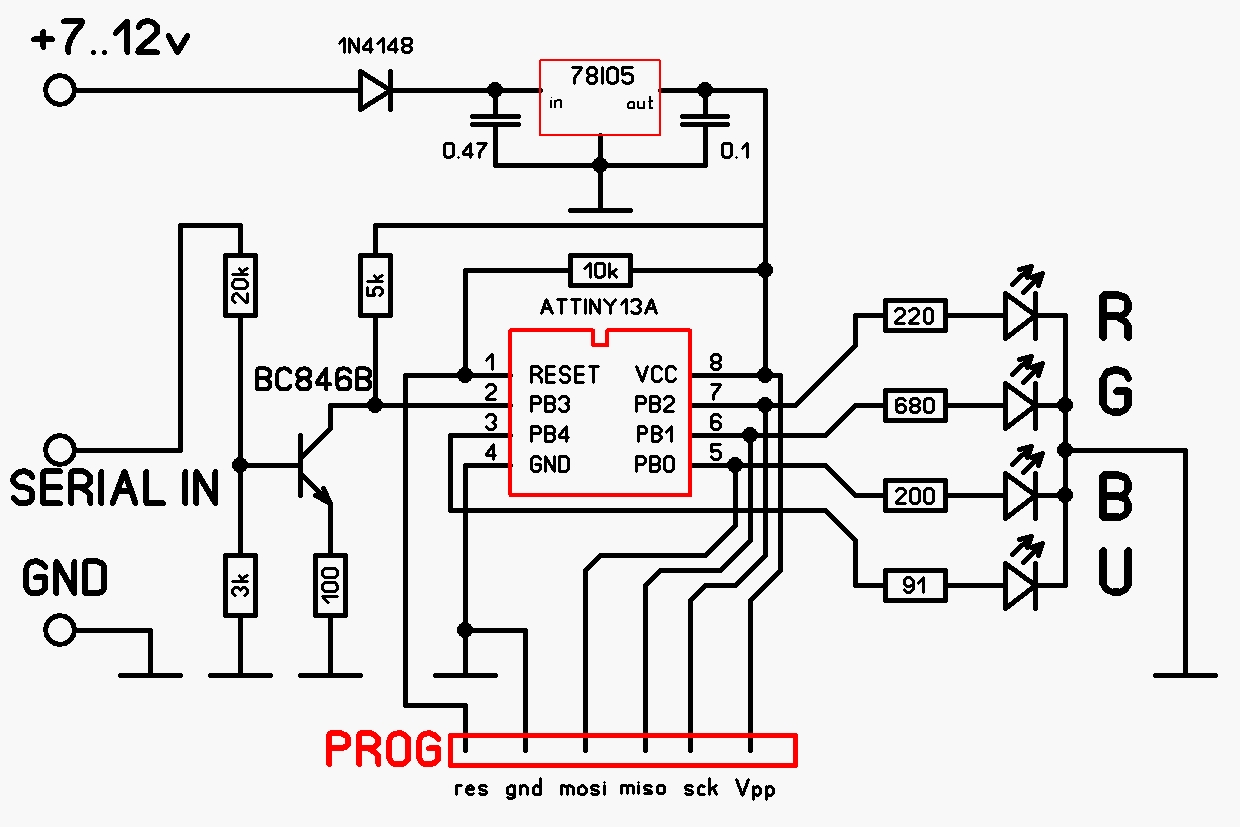 +7..12v
1N4148
78l05
in
out
0.47
0.1
20k
5k
10k
ATTINY13A
BC846B
1
RESET
VCC
8
2
PB3
PB2
7
3
PB4
PB1
6
4
GND
PB0
5
220
R
680
G
200
B
91
U
SERIAL IN
GND
3k
100
PROG
res gnd mosi miso sck Vpp